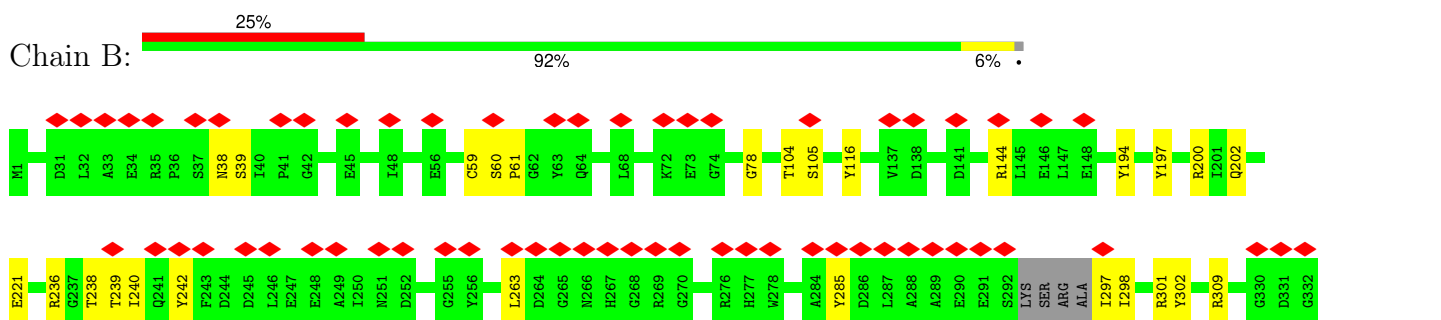 25%
Chain B:
92%
6%
•
M1 D31 L32 A33 E34 R35 P36 S37 N38 S39 I40 P41 G42 E45 I48 E56 C59 S60 P61 G62 Y63 Q64 L68 K72 E73 G74 G78 T104 S105 Y116 V137 D138 D141 R144 L145 E146 L147 E148 Y194 Y197 R200 I201 Q202
E221 R236 G237 T238 T239 I240 Q241 Y242 F243 D244 D245 L246 E247 E248 A249 I250 N251 D252 G255 Y256 L263 D264 G265 N266 H267 G268 R269 G270 R276 H277 W278 A284 Y285 D286 L287 A288 A289 E290 E291 S292 LYS SER ARG ALA I297 I298 R301 Y302 R309 G330 D331 G332